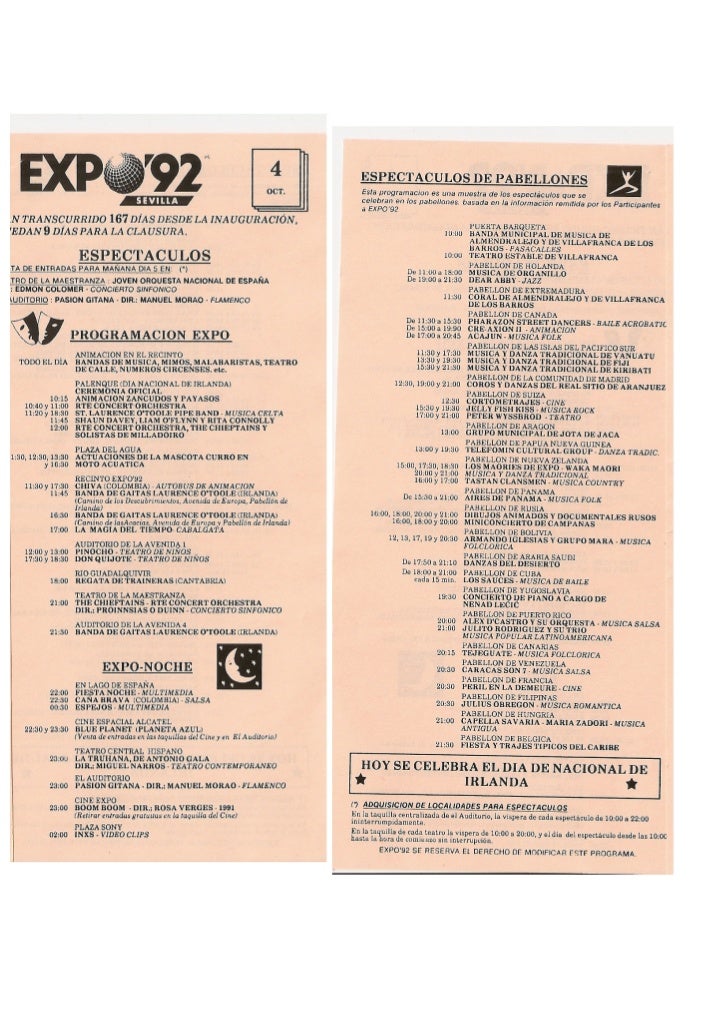 EXPO'92
SEVILLA
4
OCT.
AN TRANSCURRIDO 167 DÍAS DESDE LA INAUGURACIÓN,
EDAN 9 DÍAS PARA LA CLAUSURA.
ESPECTACULOS
TA DE ENTRADAS PARA MAÑANA DIA 5 EN: (*)
TRO DE LA MAESTRANZA : JOVEN ORQUESTA NACIONAL DE ESPAÑA
: EDMON COLOMER - CONCIERTO SINFONICO
AUDITORIO : PASION GITANA - DIR.: MANUEL MORAO - FLAMENCO
PROGRAMACION EXPO
ANIMACION EN EL RECINTO
TODO EL DÍA BANDAS DE MUSICA, MIMOS, MALABARISTAS, TEATRO
DE CALLE, NUMEROS CIRCENSES. etc.
PALENQUE (DIA NACIONAL DE IRLANDA)
CEREMONIA OFICIAL
10:15 ANIMACION ZANCUDOS Y PAYASOS
10:40 y 11:00 RTE CONCERT ORCHESTRA
11:20 y 18:30 ST. LAURENCE O'TOOLE PIPE BAND - MUSICA CELTA
11:45 SHAUN DAVEY, LIAM O'FLYNN Y RITA CONNOLLY
12:00 RTE CONCERT ORCHESTRA, THE CHIEFTAINS Y
SOLISTAS DE MILLADOIRO
PLAZA DEL AGUA
1:30, 12:30, 13:30 ACTUACIONES DE LA MASCOTA CURRO EN
y 16:30 MOTO ACUATICA
RECINTO EXPO'92
11:30 y 17:30 CHIVA (COLOMBIA) - AUTOBUS DE ANIMACION
11:45 BANDA DE GAITAS LAURENCE O'TOOLE (IRLANDA)
(Camino de los Descubrimientos, Avenida de Europa, Pabellón de
Irlanda)
16:30 BANDA DE GAITAS LAURENCE O'TOOLE (IRLANDA)
(Camino de las Acacias, Avenida de Europa y Pabellón de Irlanda)
17:00 LA MAGIA DEL TIEMPO - CABALGATA
AUDITORIO DE LA AVENIDA 1
12:00 y 13:00 PINOCHO - TEATRO DE NIÑOS
17:30 y 18:30 DON QUIJOTE - TEATRO DE NIÑOS
RIO GUADALQUIVIR
18:00 REGATA DE TRAINERAS (CANTABRIA)
TEATRO DE LA MAESTRANZA
21:00 THE CHIEFTAINS - RTE CONCERT ORCHESTRA
DIR.; PROINNSIAS O DUINN - CONCIERTO SINFONICO
AUDITORIO DE LA AVENIDA 4
21:30 BANDA DE GAITAS LAURENCE O'TOOLE (IRLANDA)
EXPO-NOCHE
EN LAGO DE ESPAÑA
22:00 FIESTA NOCHE - MULTIMEDIA
22:30 CAÑA BRAVA (COLOMBIA) - SALSA
00:30 ESPEJOS - MULTIMEDIA
CINE ESPACIAL ALCATEL
22:30 y 23:30 BLUE PLANET (PLANETA AZUL)
(Venta de entradas en las taquillas del Cine y en El Auditorio)
TEATRO CENTRAL HISPANO
23:00 LA TRUHANA, DE ANTONIO GALA
DIR.; MIGUEL NARROS - TEATRO CONTEMPORANEO
EL AUDITORIO
23:00 PASION GITANA - DIR.: MANUEL MORAO - FLAMENCO
CINE EXPO
23:00 BOOM BOOM - DIR.; ROSA VERGES - 1991
(Retirar entradas gratuitas en la taquilla del Cine)
PLAZA SONY
02:00 INXS - VIDEO CLIPS
ESPECTACULOS DE PABELLONES
Esta programacion es una muestra de los espectáculos que se
celebran en los pabellones, basada en la información remitida por los Participantes
a EXPO'92
PUERTA BARQUETA
10:00 BANDA MUNICIPAL DE MUSICA DE
ALMENDRALEJO Y DE VILLAFRANCA DE LOS
BARROS - PASACALLES
10:00 TEATRO ESTABLE DE VILLAFRANCA
PABELLON DE HOLANDA
De 11:00 a 18:00 MUSICA DE ORGANILLO
De 19:00 a 21:30 DEAR ABBY - JAZZ
PABELLON DE EXTREMADURA
11:30 CORAL DE ALMENDRALEJO Y DE VILLAFRANCA
DE LOS BARROS
PABELLON DE CANADA
De 11:30 a 15:30 PHARAZON STREET DANCERS - BAILE ACROBATIC
De 15:00 a 19:90 CRE-AXION II - ANIMACION
De 17:00 a 20:45 ACAJUN - MUSICA FOLK
PABELLON DE LAS ISLAS DEL PACIFICO SUR
11:30 y 17:30 MUSICA Y DANZA TRADICIONAL DE VANUATU
13:30 y 19:30 MUSICA Y DANZA TRADICIONAL DE FIJI
15:30 y 21:30 MUSICA Y DANZA TRADICIONAL DE KIRIBATI
PABELLON DE LA COMUNIDAD DE MADRID
12:30, 19:00 y 21:00 COROS Y DANZAS DEL REAL SITIO DE ARANJUEZ
PABELLON DE SUIZA
12:30 CORTOMETRAJES - CINE
15:30 y 19:30 JELLY FISH KISS - MUSICA ROCK
17:00 y 21:00 PETER WYSSBROD - TEATRO
PABELLON DE ARAGON
13:00 GRUPO MUNICIPAL DE JOTA DE JACA
PABELLON DE PAPUA NUEVA GUINEA
13:00 y 19:30 TELEFOMIN CULTURAL GROUP - DANZA TRADIC.
PABELLON DE NUEVA ZELANDA
15:00, 17:30, 18:30 LOS MAORIES DE EXPO - WAKA MAORI
20:00 y 21:00 MUSICA Y DANZA TRADICIONAL
16:00 y 17:00 TASTAN CLANSMEN - MUSICA COUNTRY
PABELLON DE PANAMA
De 15:30 a 21:00 AIRES DE PANAMA - MUSICA FOLK
PABELLON DE RUSIA
16:00, 18:00, 20:00 y 21:00 DIBUJOS ANIMADOS Y DOCUMENTALES RUSOS
16:00, 18:00 y 20:00 MINICONCIERTO DE CAMPANAS
PABELLON DE BOLIVIA
12, 13, 17, 19 y 20:30 ARMANDO IGLESIAS Y GRUPO MARA - MUSICA
FOLCLORICA
PABELLON DE ARABIA SAUDI
De 17:50 a 21:10 DANZAS DEL DESIERTO
De 18:00 a 21:00 PABELLON DE CUBA
cada 15 min. LOS SAUCES - MUSICA DE BAILE
PABELLON DE YUGOSLAVIA
19:30 CONCIERTO DE PIANO A CARGO DE
NENAD LECIĆ
PABELLON DE PUERTO RICO
20:00 ALEX D'CASTRO Y SU ORQUESTA - MUSICA SALSA
21:00 JULITO RODRIGUEZ Y SU TRIO
MUSICA POPULAR LATINOAMERICANA
PABELLON DE CANARIAS
20:15 TEJEGUATE - MUSICA FOLCLORICA
PABELLON DE VENEZUELA
20:30 CARACAS SON 7 - MUSICA SALSA
PABELLON DE FRANCIA
20:30 PERIL EN LA DEMEURE - CINE
PABELLON DE FILIPINAS
20:30 JULIUS OBREGON - MUSICA ROMANTICA
PABELLON DE HUNGRIA
21:00 CAPELLA SAVARIA - MARIA ZADORI - MUSICA
ANTIGUA
PABELLON DE BELGICA
21:30 FIESTA Y TRAJES TIPICOS DEL CARIBE
HOY SE CELEBRA EL DIA DE NACIONAL DE
IRLANDA
(*) ADQUISICION DE LOCALIDADES PARA ESPECTACULOS
En la taquilla centralizada de el Auditorio, la víspera de cada espectáculo de 10:00 a 22:00
ininterrumpidamente.
En la taquilla de cada teatro la víspera de 10:00 a 20:00, y el día del espectáculo desde las 10:00
hasta la hora de comienzo sin interrupción.
EXPO'92 SE RESERVA EL DERECHO DE MODIFICAR ESTE PROGRAMA.